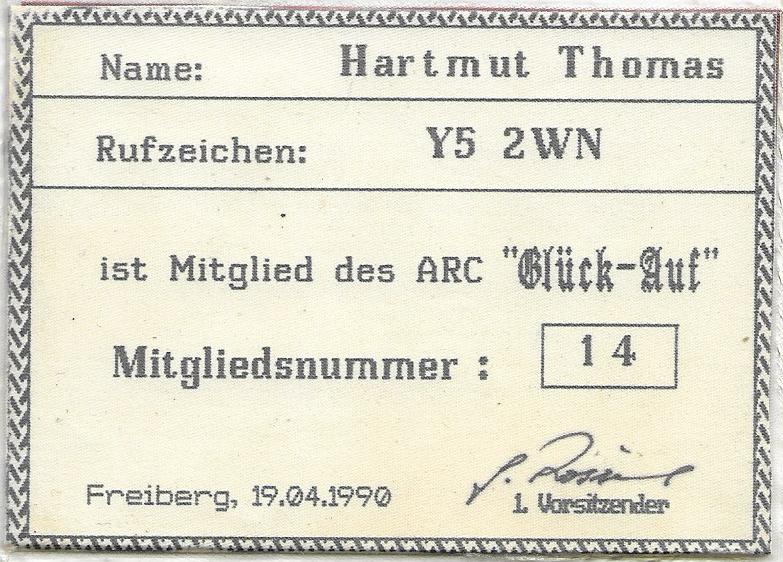 Name: Hartmut Thomas
Rufzeichen: Y5 2WN
ist Mitglied des ARC "Glück-Auf"
Mitgliedsnummer : 14
Freiberg, 19.04.1990
1. Vorsitzender